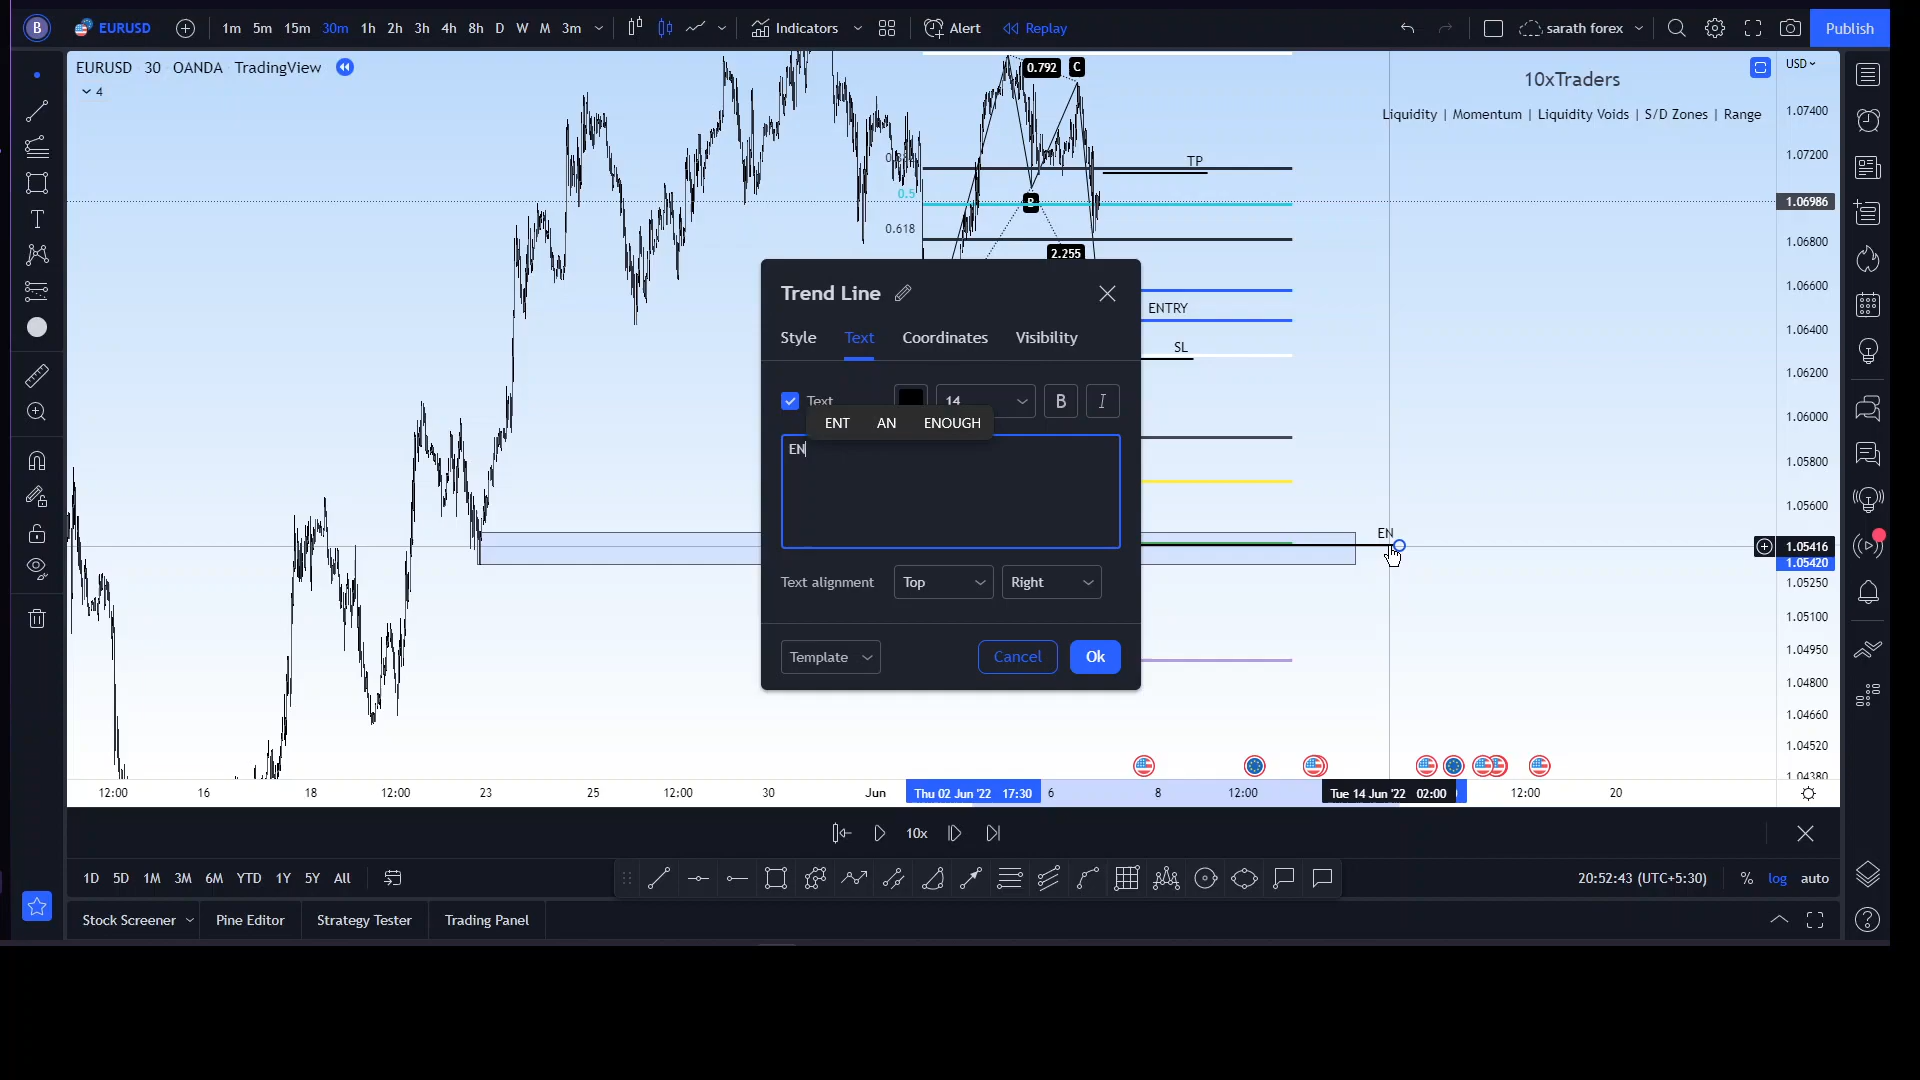 B EURUSD 1m 5m 15m 30m 1h 2h 3h 4h 8h D W M 3m Indicators Alert Replay sarath forex Publish
EURUSD 30 OANDA TradingView
4
0.792 C
10xTraders
Liquidity | Momentum | Liquidity Voids | S/D Zones | Range
USD
1.07400
1.07200
1.06986
1.06800
1.06600
1.06400
1.06200
1.06000
1.05800
1.05600
1.05416
1.05420
1.05250
1.05100
1.04950
1.04800
1.04660
1.04520
1.04380
TP
0.5
B
0.618
2.255
ENTRY
SL
EN
Trend Line
Style Text Coordinates Visibility
Text 14 B I
ENT AN ENOUGH
EN
Text alignment Top Right
Template Cancel Ok
12:00 16 18 12:00 23 25 12:00 30 Jun Thu 02 Jun '22 17:30 6 8 12:00 Tue 14 Jun '22 02:00 12:00 20
10x
1D 5D 1M 3M 6M YTD 1Y 5Y All 20:52:43 (UTC+5:30) % log auto
Stock Screener Pine Editor Strategy Tester Trading Panel